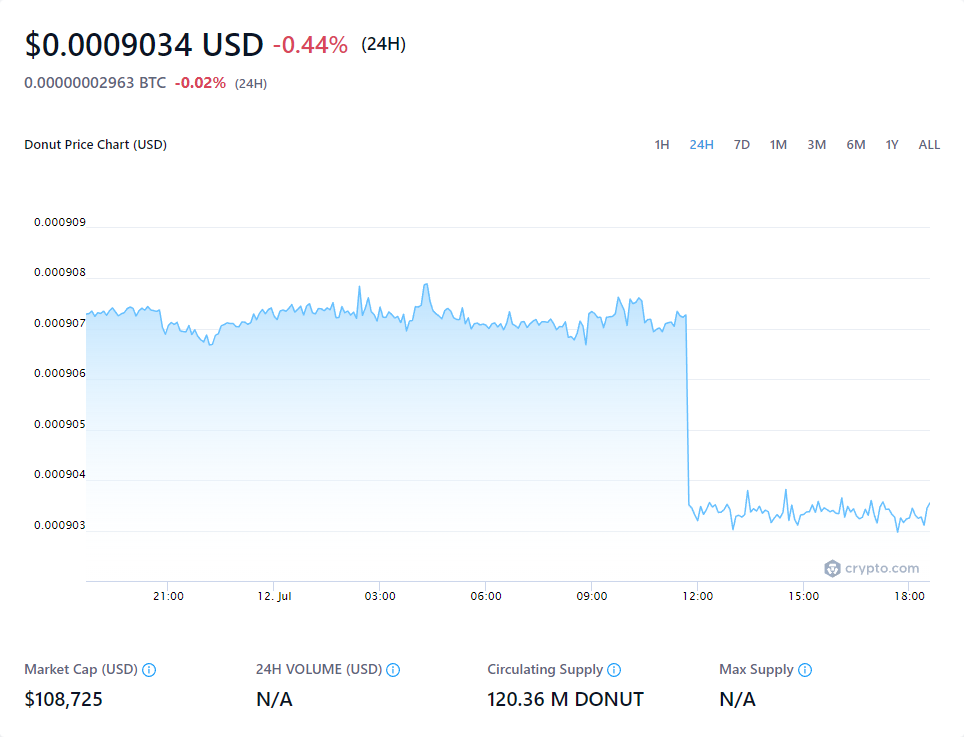 $0.0009034 USD -0.44% (24H)
0.00000002963 BTC -0.02% (24H)
Donut Price Chart (USD) 1H 24H 7D 1M 3M 6M 1Y ALL
0.000909
0.000908
0.000907
0.000906
0.000905
0.000904
0.000903
crypto.com
21:00 12. Jul 03:00 06:00 09:00 12:00 15:00 18:00
Market Cap (USD) 24H VOLUME (USD) Circulating Supply Max Supply
$108,725 N/A 120.36 M DONUT N/A